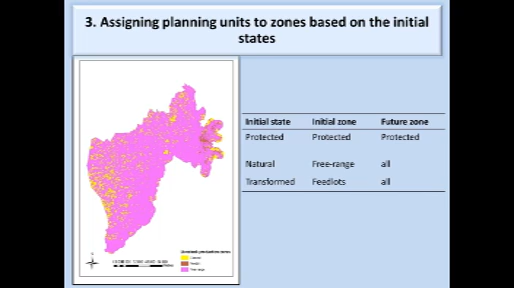 3. Assigning planning units to zones based on the initial
states
Initial state Initial zone Future zone
Protected Protected Protected
Natural Free-range all
Transformed Feedlots all